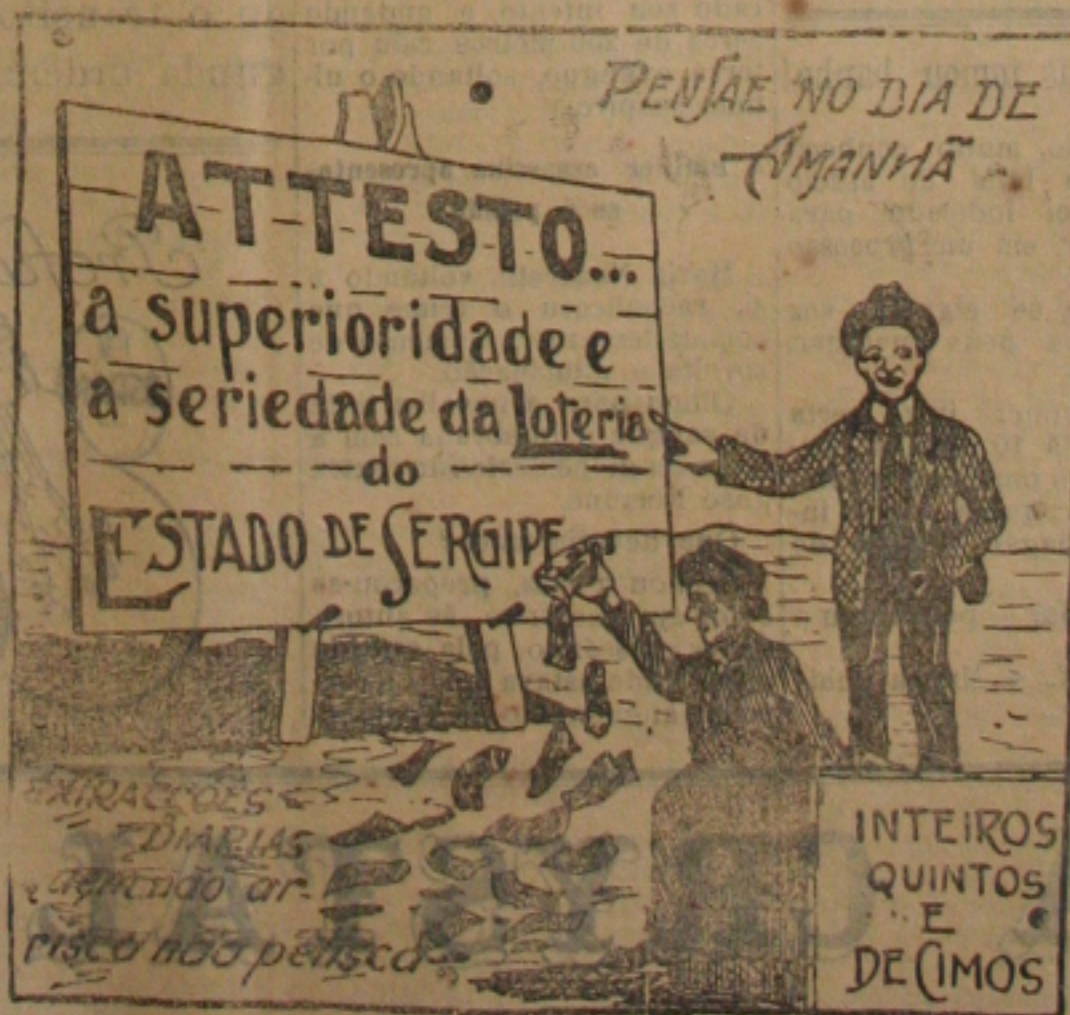 PENSAE NO DIA DE
AMANHÃ
ATTESTO...
a superioridade e
a seriedade da Loteria
do
ESTADO DE SERGIPE
EXTRACÇÕES
DIARIAS
não ar-
risca não petisca
INTEIROS
QUINTOS
E
DECIMOS